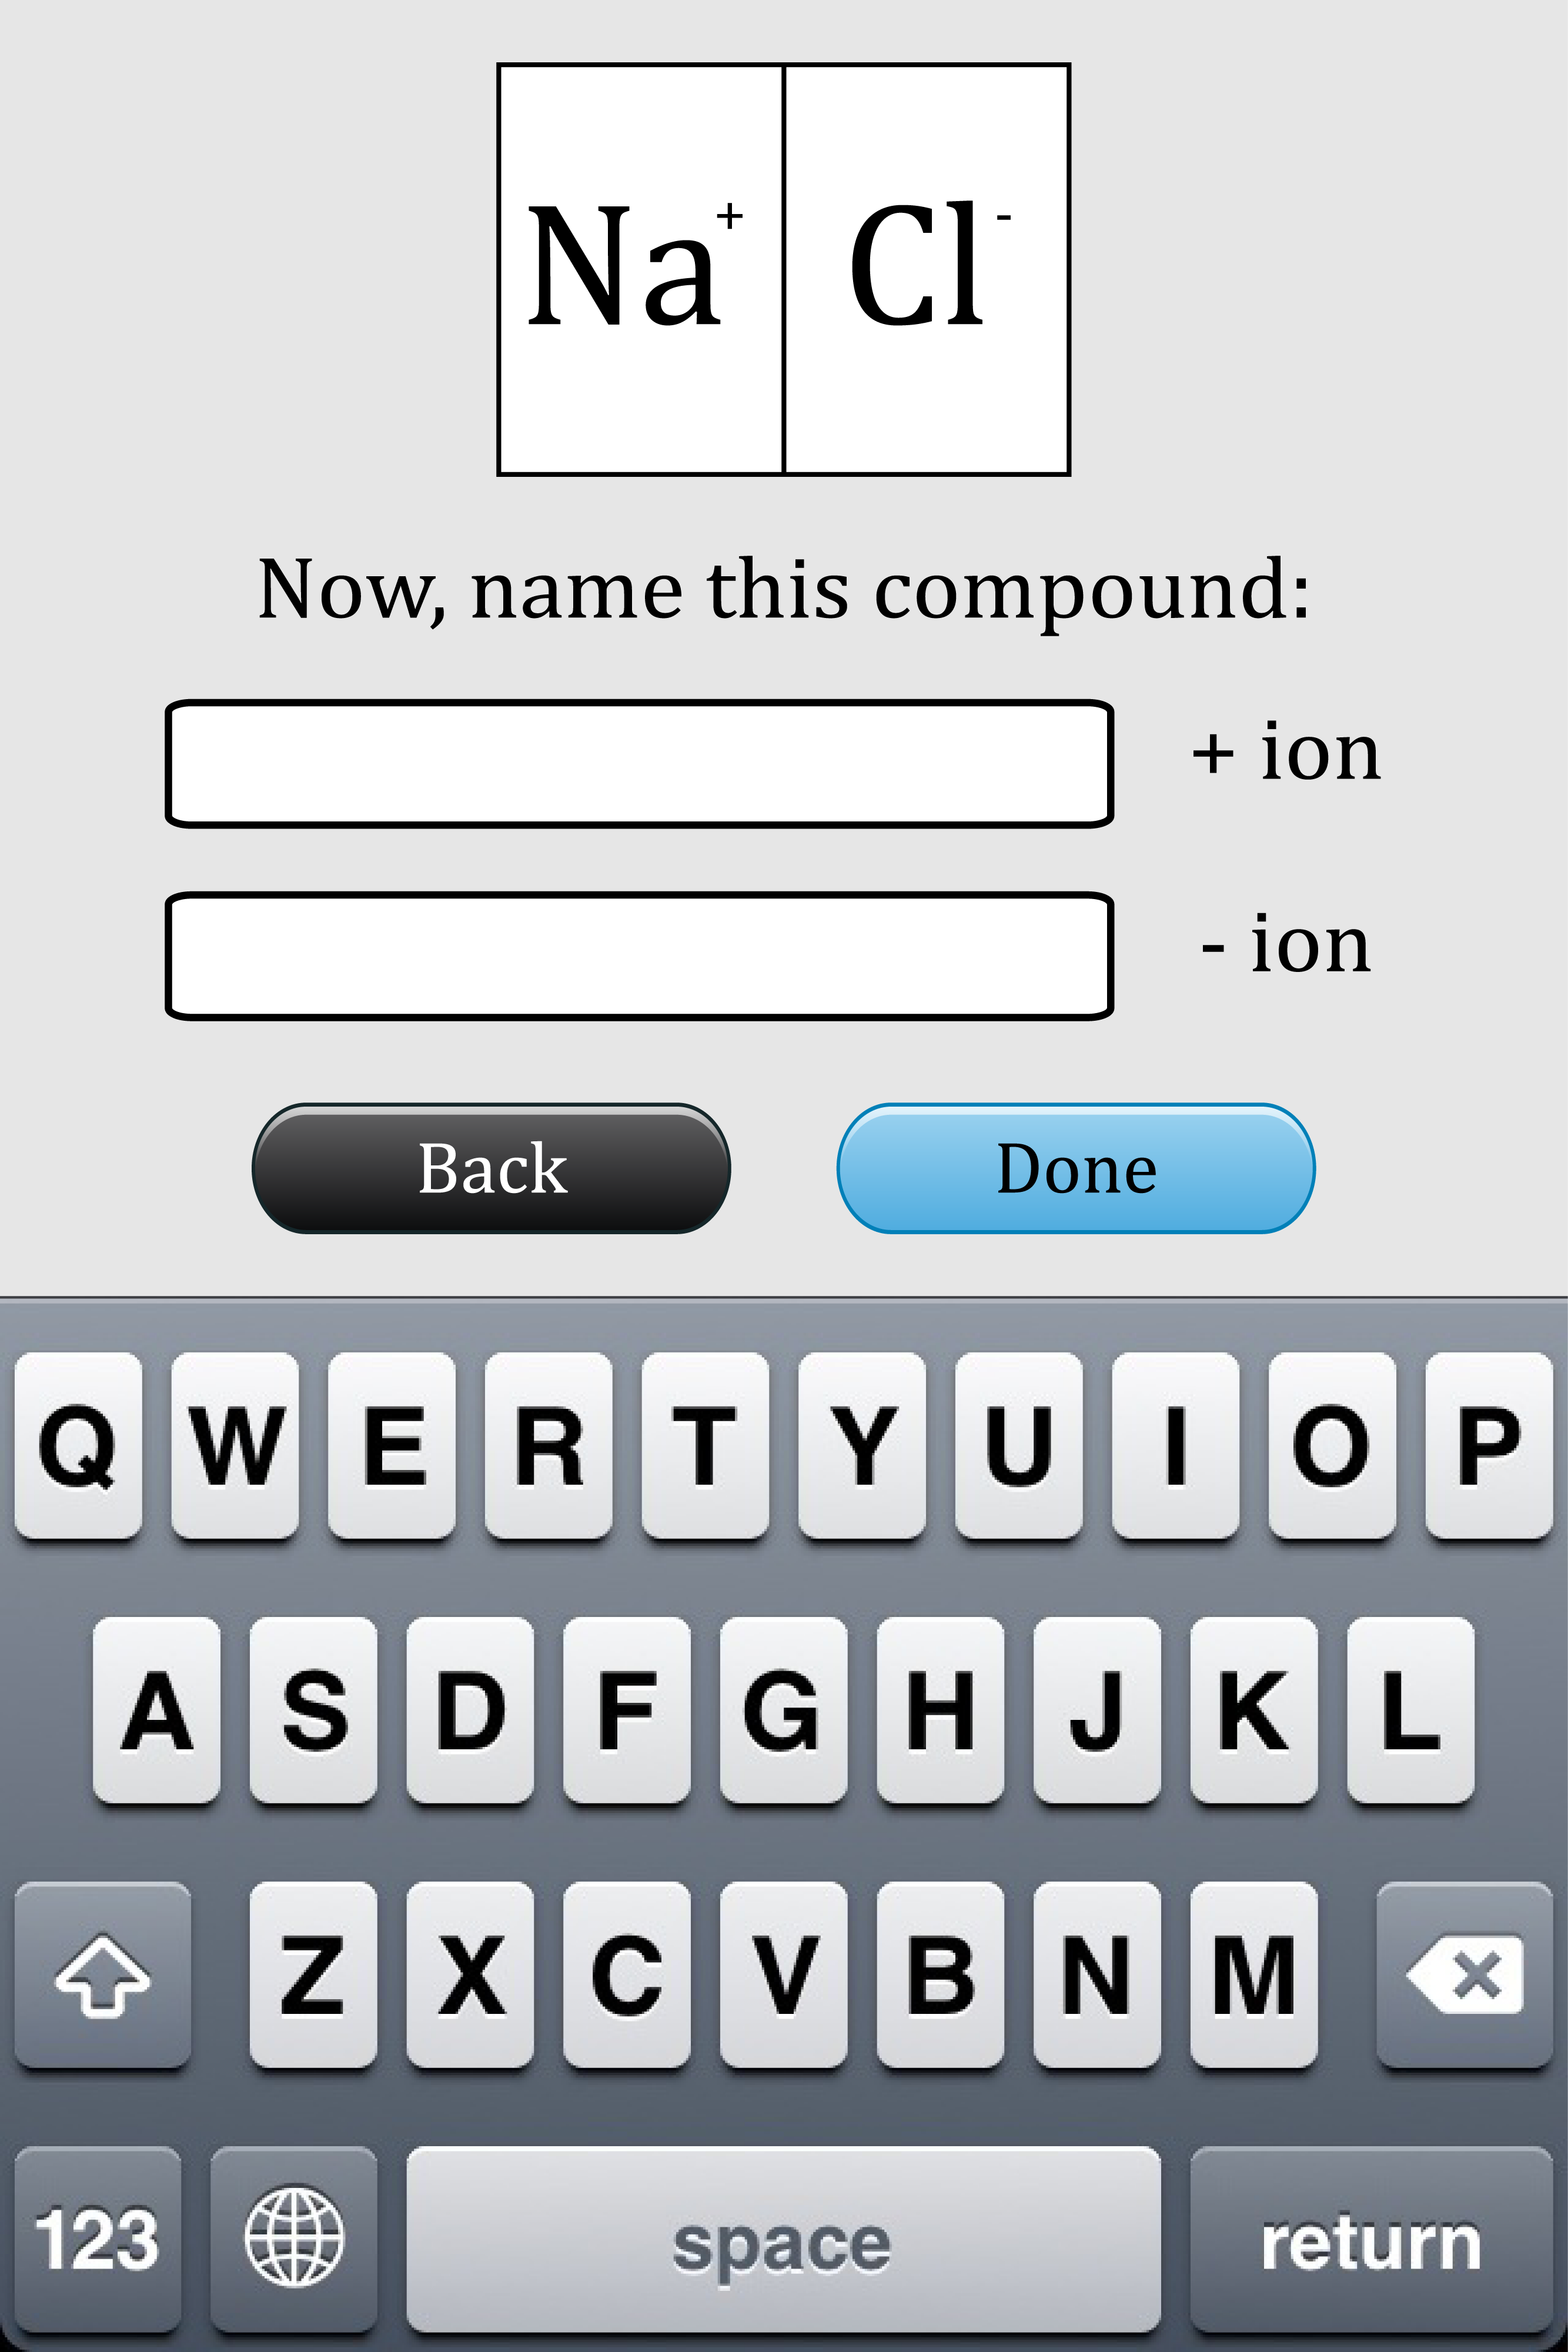 Na+ Cl-
Now, name this compound:
+ ion
- ion
Back Done
Q W E R T Y U I O P
A S D F G H J K L
Z X C V B N M
123 space return